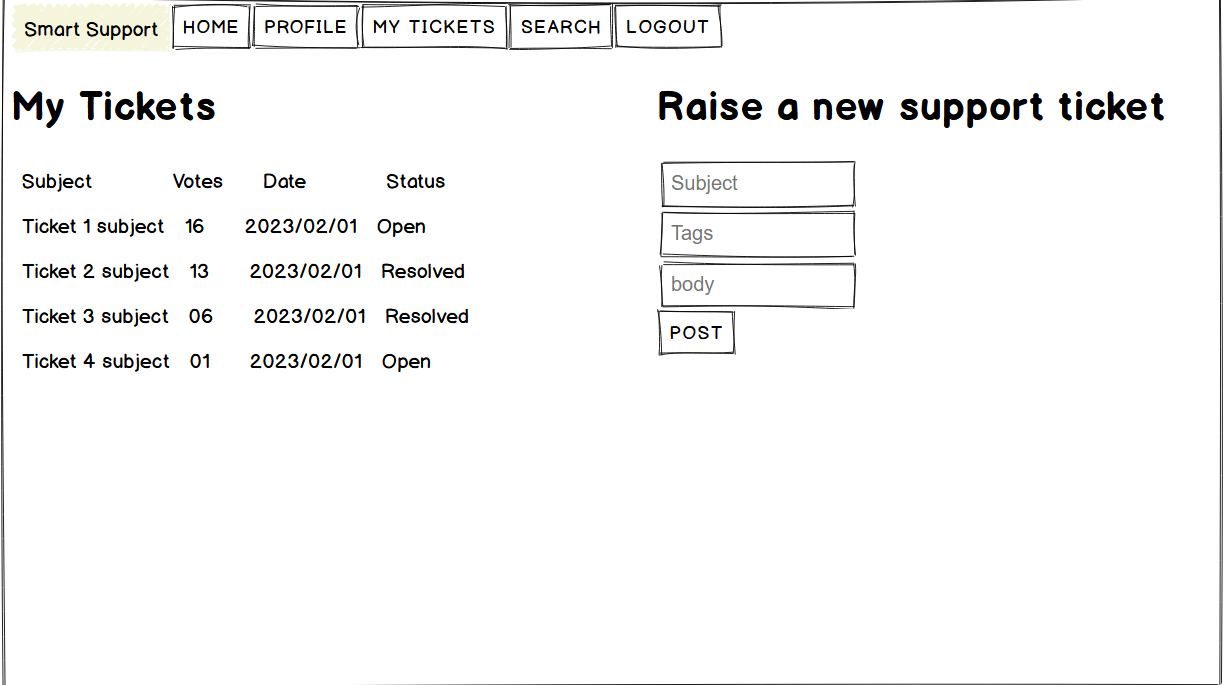 Smart Support HOME PROFILE MY TICKETS SEARCH LOGOUT
My Tickets
Subject Votes Date Status
Ticket 1 subject 16 2023/02/01 Open
Ticket 2 subject 13 2023/02/01 Resolved
Ticket 3 subject 06 2023/02/01 Resolved
Ticket 4 subject 01 2023/02/01 Open
Raise a new support ticket
Subject
Tags
body
POST